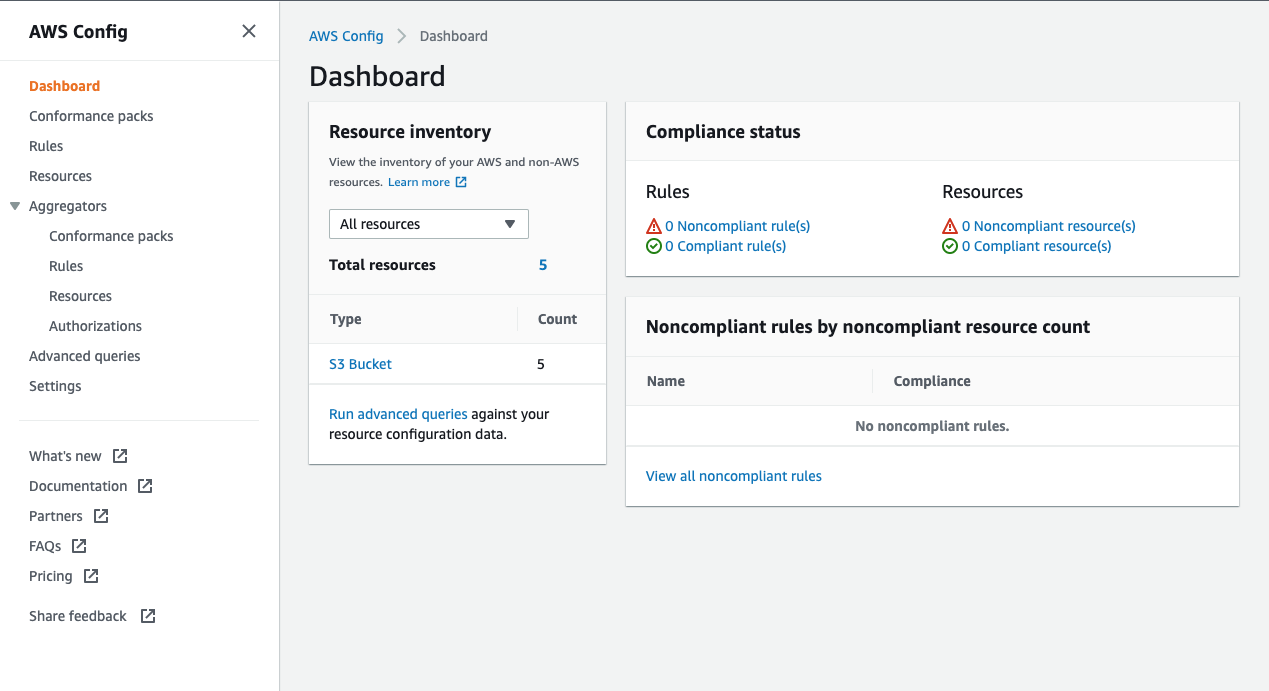 AWS Config
Dashboard
Conformance packs
Rules
Resources
Aggregators
Conformance packs
Rules
Resources
Authorizations
Advanced queries
Settings
What's new
Documentation
Partners
FAQs
Pricing
Share feedback
AWS Config > Dashboard
Dashboard
Resource inventory
View the inventory of your AWS and non-AWS
resources. Learn more
All resources
Total resources 5
Type Count
S3 Bucket 5
Run advanced queries against your
resource configuration data.
Compliance status
Rules Resources
0 Noncompliant rule(s) 0 Noncompliant resource(s)
0 Compliant rule(s) 0 Compliant resource(s)
Noncompliant rules by noncompliant resource count
Name Compliance
No noncompliant rules.
View all noncompliant rules